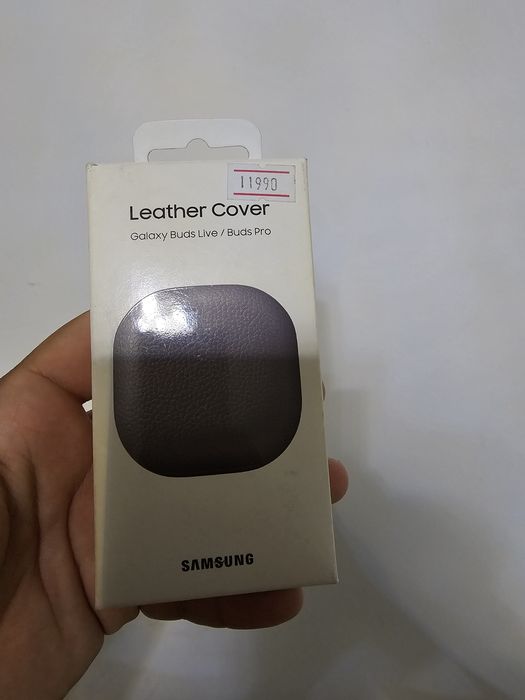 11990
Leather Cover
Galaxy Buds Live / Buds Pro
SAMSUNG